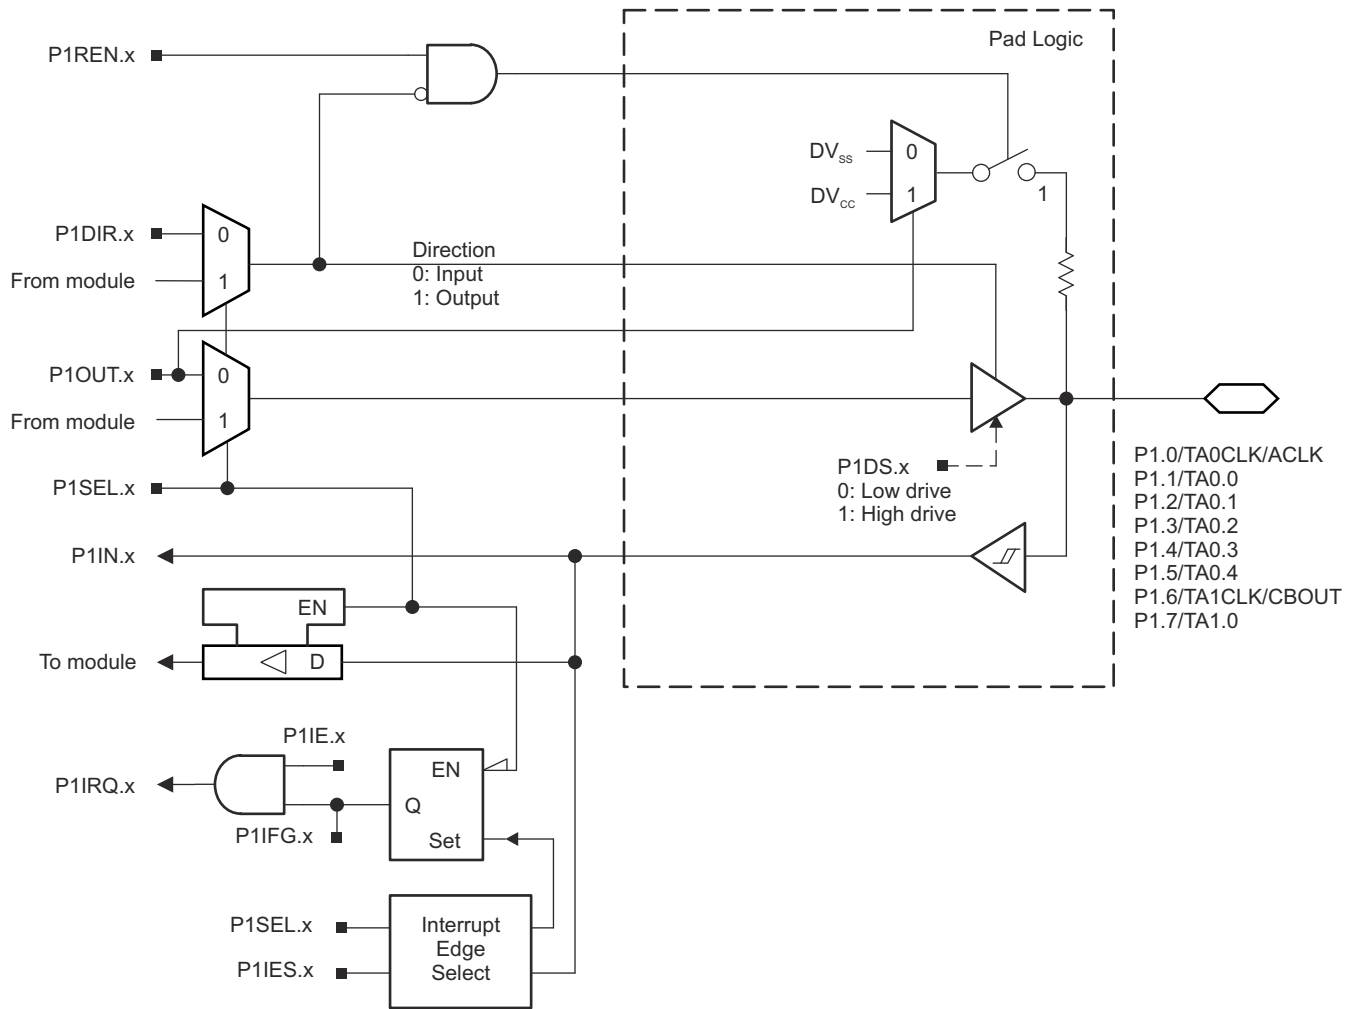 Pad Logic
P1REN.x
DVSS
0
DVCC
1
1
P1DIR.x
0
From module
1
Direction
0: Input
1: Output
P1OUT.x
0
From module
1
P1SEL.x
P1DS.x
0: Low drive
1: High drive
P1.0/TA0CLK/ACLK
P1.1/TA0.0
P1.2/TA0.1
P1.3/TA0.2
P1.4/TA0.3
P1.5/TA0.4
P1.6/TA1CLK/CBOUT
P1.7/TA1.0
P1IN.x
EN
To module
D
P1IE.x
P1IRQ.x
EN
Q
P1IFG.x
Set
P1SEL.x
P1IES.x
Interrupt
Edge
Select